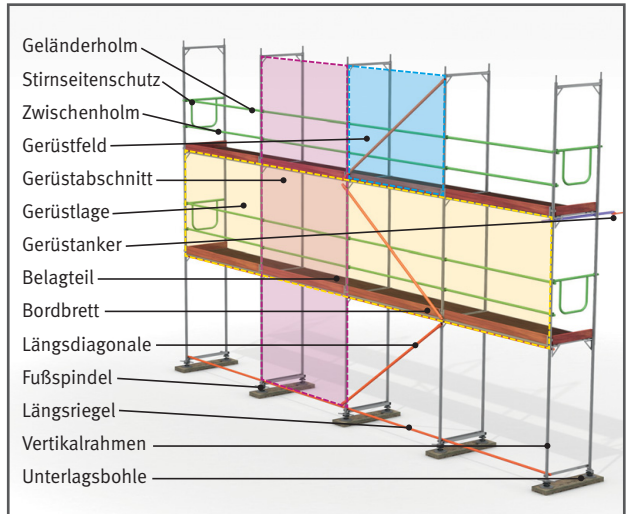 Geländerholm
Stirnseitenschutz
Zwischenholm
Gerüstfeld
Gerüstabschnitt
Gerüstlage
Gerüstanker
Belagteil
Bordbrett
Längsdiagonale
Fußspindel
Längsriegel
Vertikalrahmen
Unterlagsbohle